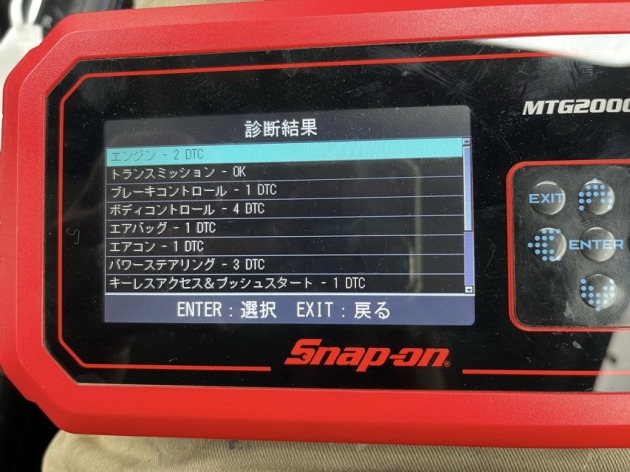 診断結果
エンジン - 2 DTC
トランスミッション - OK
ブレーキコントロール - 1 DTC
ボディコントロール - 4 DTC
エアバッグ - 1 DTC
エアコン - 1 DTC
パワーステアリング - 3 DTC
キーレスアクセス&プッシュスタート - 1 DTC
ENTER:選択 EXIT:戻る
Snap-on
MTG2000
EXIT
ENTER